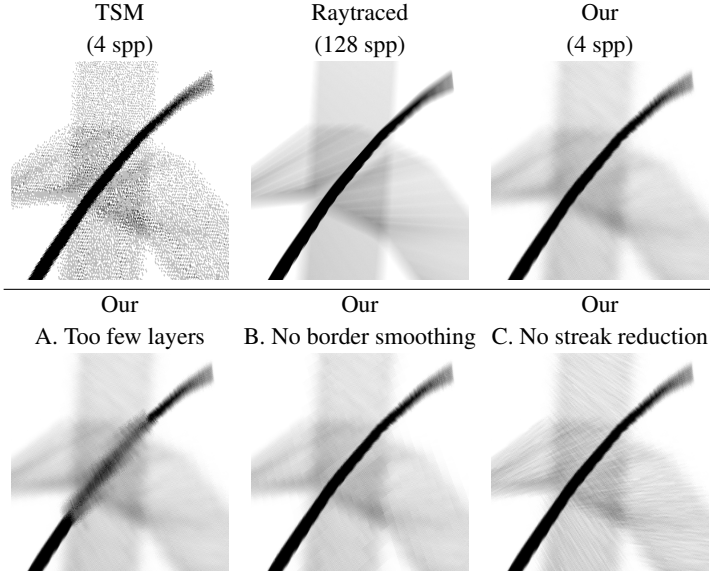 TSM Raytraced Our
(4 spp) (128 spp) (4 spp)
Our Our Our
A. Too few layers B. No border smoothing C. No streak reduction